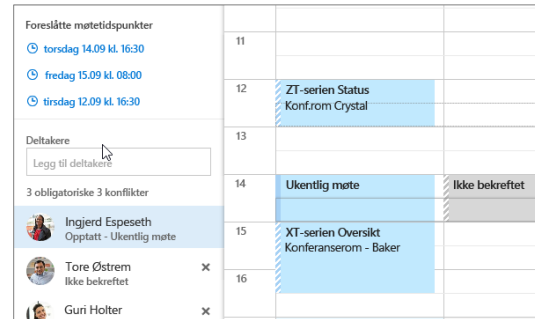 Foreslåtte møtetidspunkter
torsdag 14.09 kl. 16:30
fredag 15.09 kl. 08:00
tirsdag 12.09 kl. 16:30
Deltakere
Legg til deltakere
3 obligatoriske 3 konflikter
Ingjerd Espeseth
Opptatt - Ukentlig møte
Tore Østrem
Ikke bekreftet
Guri Holter
11
12
ZT-serien Status
Konf.rom Crystal
13
14
Ukentlig møte
Ikke bekreftet
15
XT-serien Oversikt
Konferanserom - Baker
16